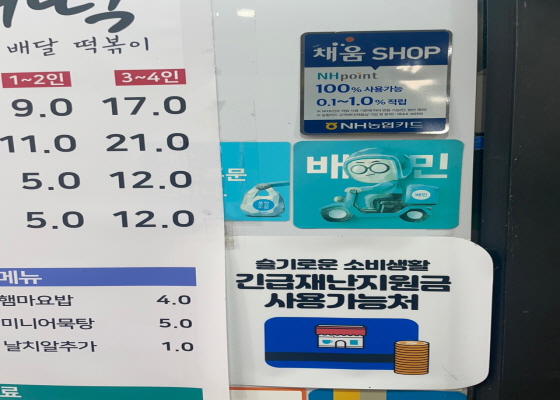 배달 떡볶이
1~2인 3~4인
9.0 17.0
11.0 21.0
5.0 12.0
5.0 12.0
메뉴
햄마요밥 4.0
미니어묵탕 5.0
날치알추가 1.0
료
채움 SHOP
NHpoint
100% 사용가능
0.1~1.0% 적립
NH농협카드
문
배 민
배민
슬기로운 소비생활
긴급재난지원금
사용가능처